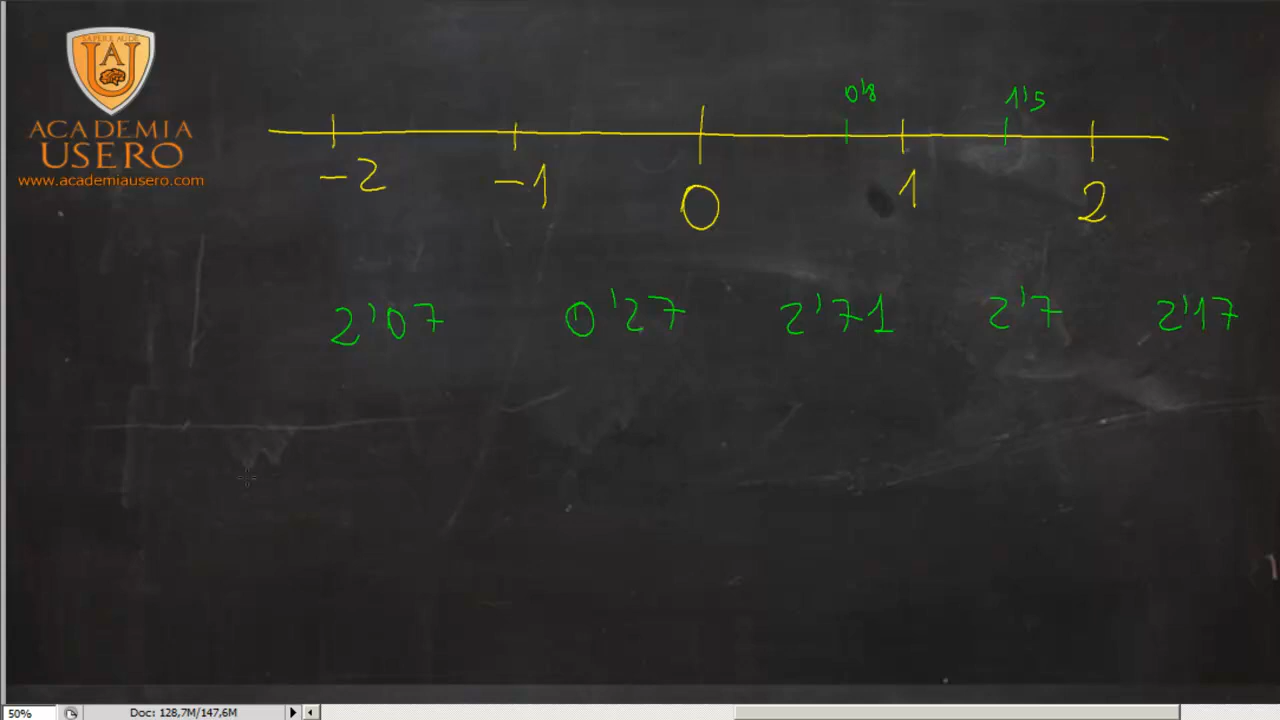 SAPERE AUDE
UA
ACADEMIA
USERO
www.academiausero.com
0'8 1'5
-2 -1 0 1 2
2'07 0'27 2'71 2'7 2'17
50% Doc: 128,7M/147,6M